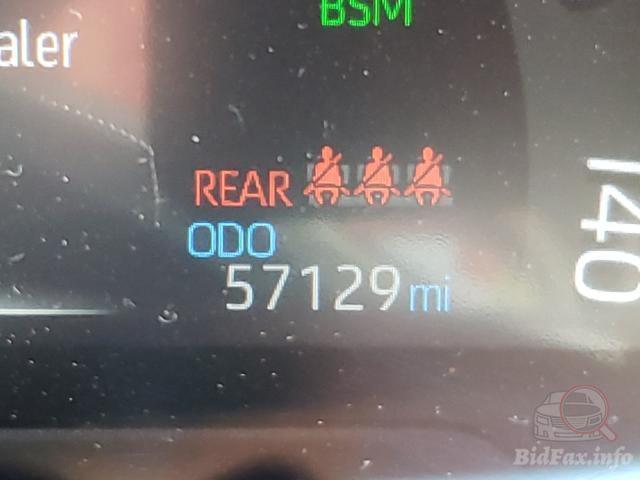 BSM
aler
REAR
ODO
57129 mi
140
BidFax.info